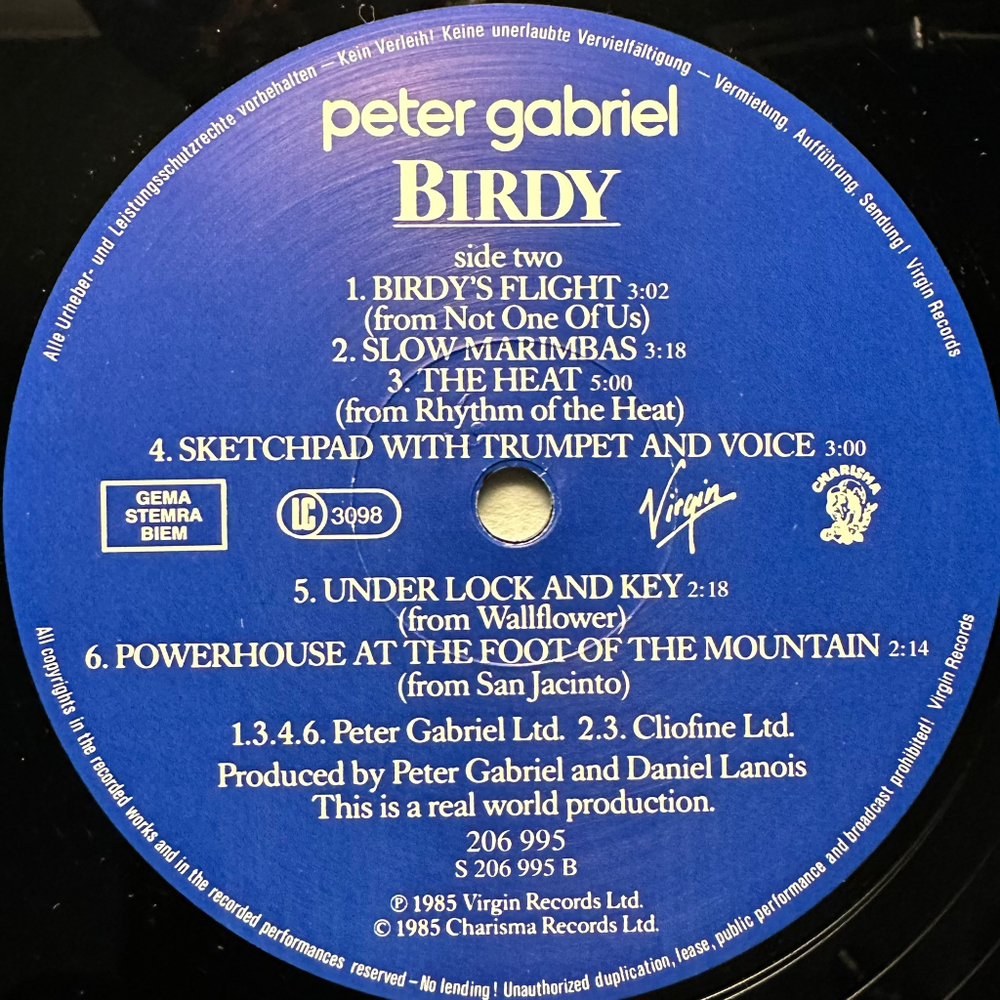 Alle Urheber- und Leistungsschutzrechte vorbehalten – Kein Verleih! Keine unerlaubte Vervielfältigung – Vermietung, Aufführung, Sendung! Virgin Records
peter gabriel
BIRDY
side two
1. BIRDY'S FLIGHT 3:02
(from Not One Of Us)
2. SLOW MARIMBAS 3:18
3. THE HEAT 5:00
(from Rhythm of the Heat)
4. SKETCHPAD WITH TRUMPET AND VOICE 3:00
GEMA
STEMRA
BIEM
LC 3098
Virgin
CHARISMA
5. UNDER LOCK AND KEY 2:18
(from Wallflower)
6. POWERHOUSE AT THE FOOT OF THE MOUNTAIN 2:14
(from San Jacinto)
1.3.4.6. Peter Gabriel Ltd. 2.3. Cliofine Ltd.
Produced by Peter Gabriel and Daniel Lanois
This is a real world production.
206 995
S 206 995 B
℗ 1985 Virgin Records Ltd.
© 1985 Charisma Records Ltd.
All copyrights in the recorded works and in the recorded performances reserved – No lending! Unauthorized duplication, lease, public performance and broadcast prohibited! Virgin Records